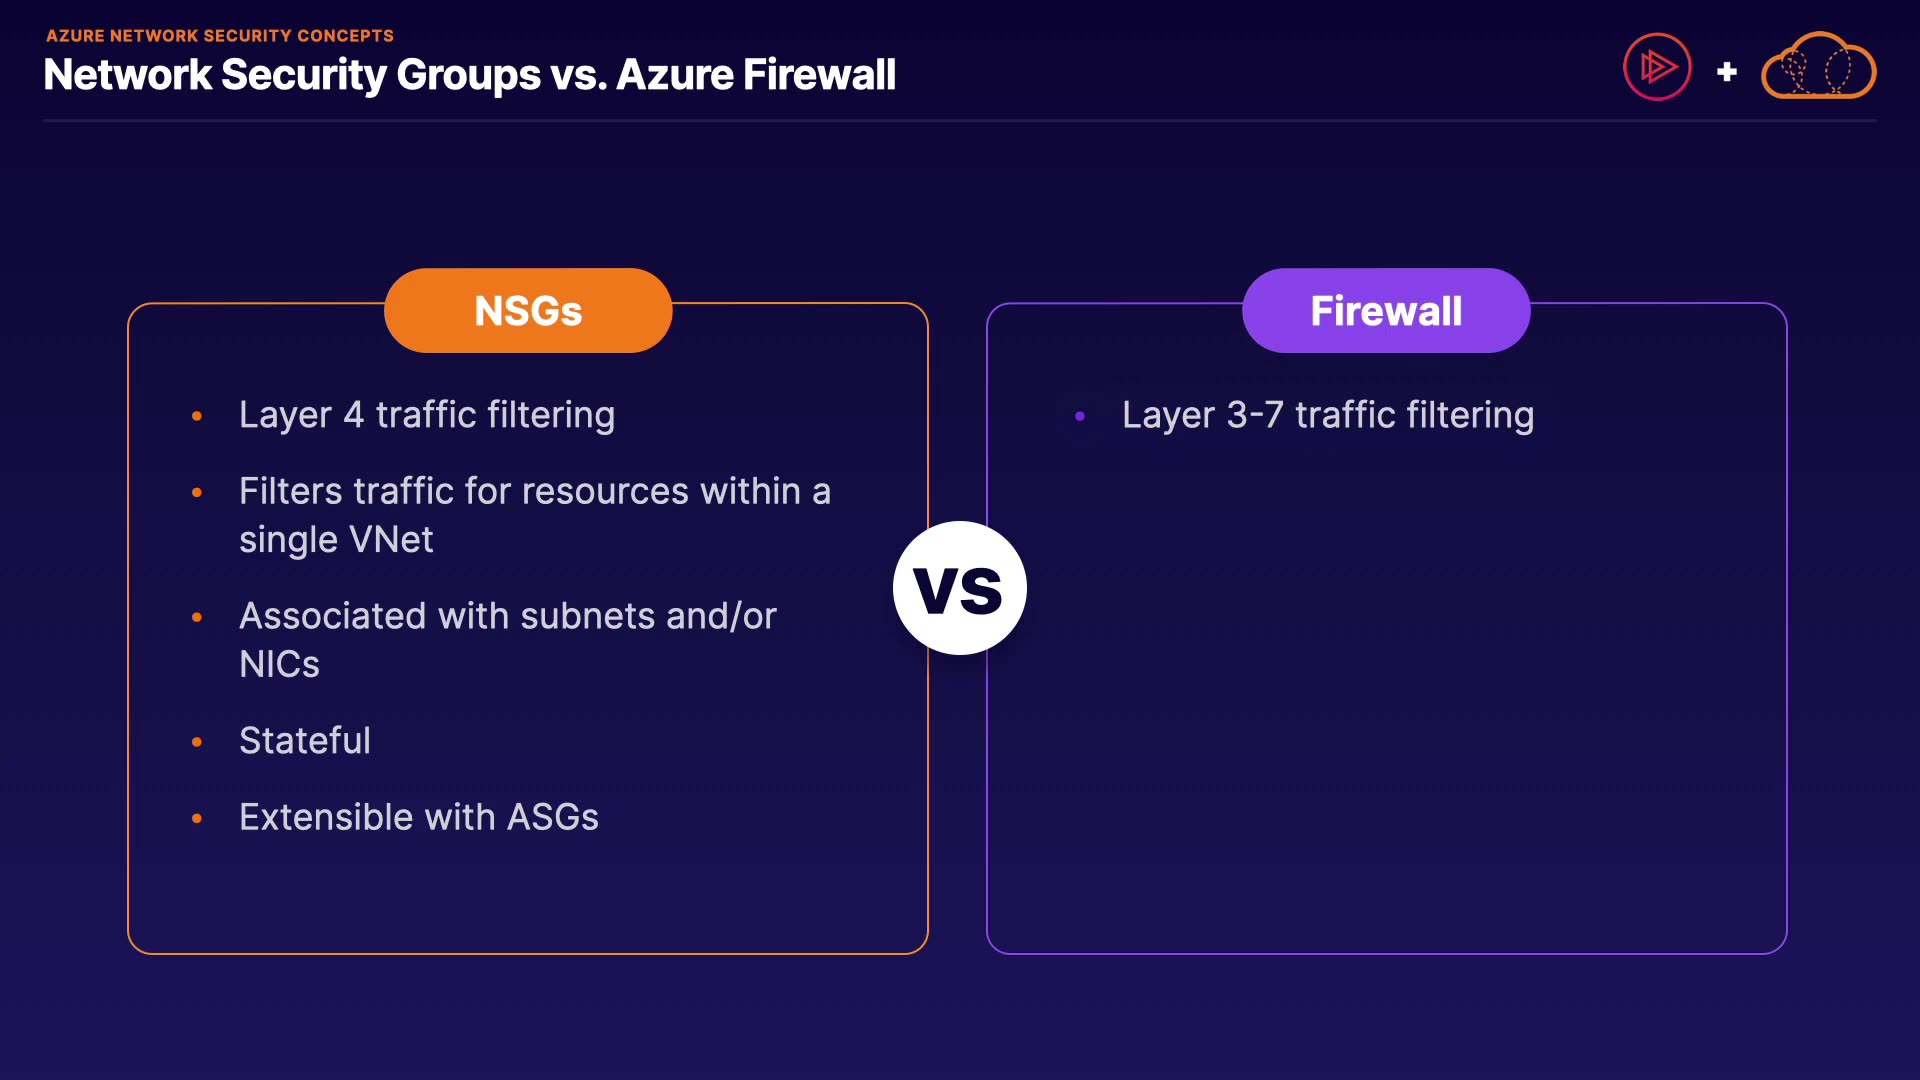 AZURE NETWORK SECURITY CONCEPTS
Network Security Groups vs. Azure Firewall
+
NSGs
• Layer 4 traffic filtering
• Filters traffic for resources within a
single VNet
• Associated with subnets and/or
NICs
• Stateful
• Extensible with ASGs
VS
Firewall
• Layer 3-7 traffic filtering